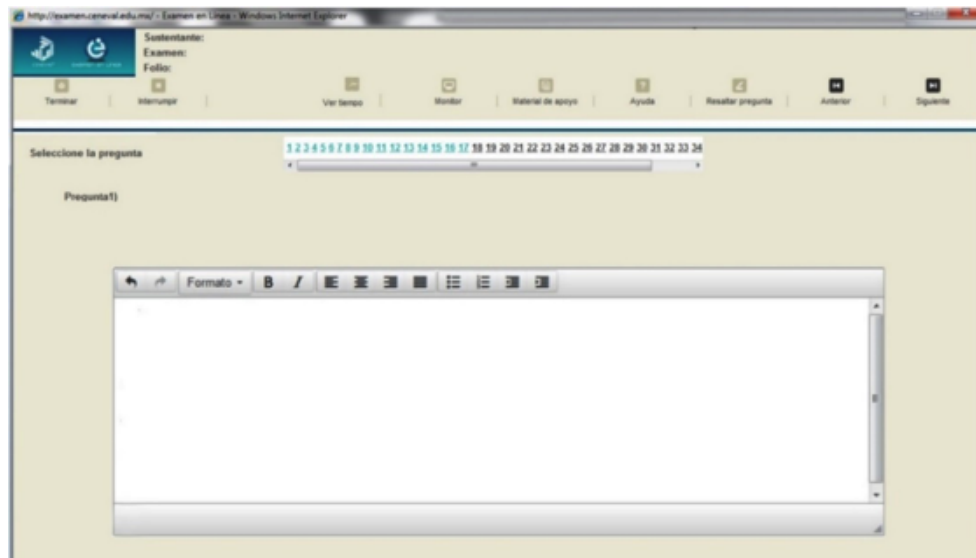 http://examen.ceneval.edu.mx/ - Examen en Línea - Windows Internet Explorer
Sustentante:
Examen:
Folio:
Terminar
Interrumpir
Ver tiempo
Monitor
Material de apoyo
Ayuda
Resaltar pregunta
Anterior
Siguiente
Seleccione la pregunta
1 2 3 4 5 6 7 8 9 10 11 12 13 14 15 16 17 18 19 20 21 22 23 24 25 26 27 28 29 30 31 32 33 34
Pregunta1)
Formato
B I